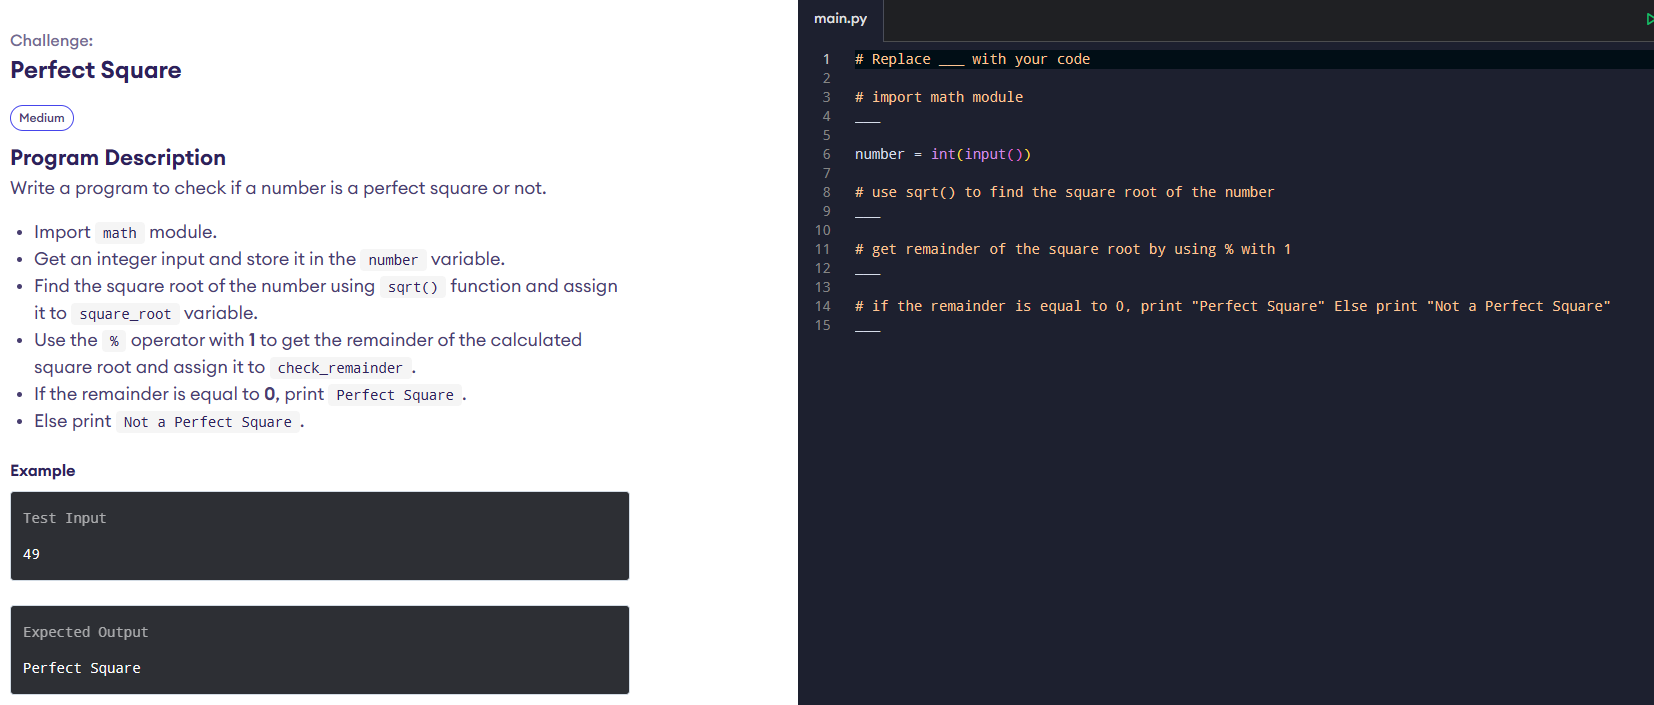 Challenge:
Perfect Square
Medium
Program Description
Write a program to check if a number is a perfect square or not.
• Import math module.
• Get an integer input and store it in the number variable.
• Find the square root of the number using sqrt() function and assign
it to square_root variable.
• Use the % operator with 1 to get the remainder of the calculated
square root and assign it to check_remainder .
• If the remainder is equal to 0, print Perfect Square .
• Else print Not a Perfect Square .
Example
Test Input
49
Expected Output
Perfect Square
main.py
1 # Replace ___ with your code
2
3 # import math module
4 ___
5
6 number = int(input())
7
8 # use sqrt() to find the square root of the number
9 ___
10
11 # get remainder of the square root by using % with 1
12 ___
13
14 # if the remainder is equal to 0, print "Perfect Square" Else print "Not a Perfect Square"
15 ___